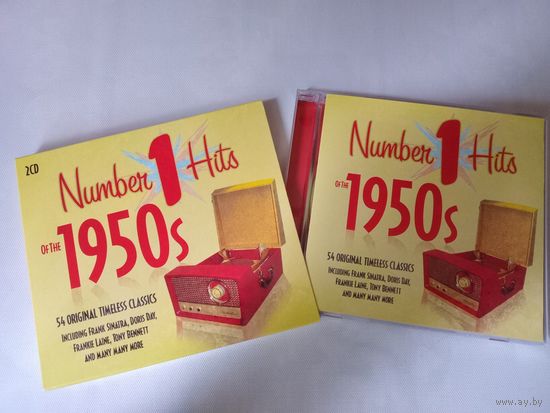 2CD
Number 1 Hits
OF THE 1950s
54 ORIGINAL TIMELESS CLASSICS
INCLUDING FRANK SINATRA, DORIS DAY,
FRANKIE LAINE, TONY BENNETT
AND MANY MANY MORE
Number 1 Hits
OF THE 1950s
54 ORIGINAL TIMELESS CLASSICS
INCLUDING FRANK SINATRA, DORIS DAY,
FRANKIE LAINE, TONY BENNETT
AND MANY MANY MORE
© www.ay.by